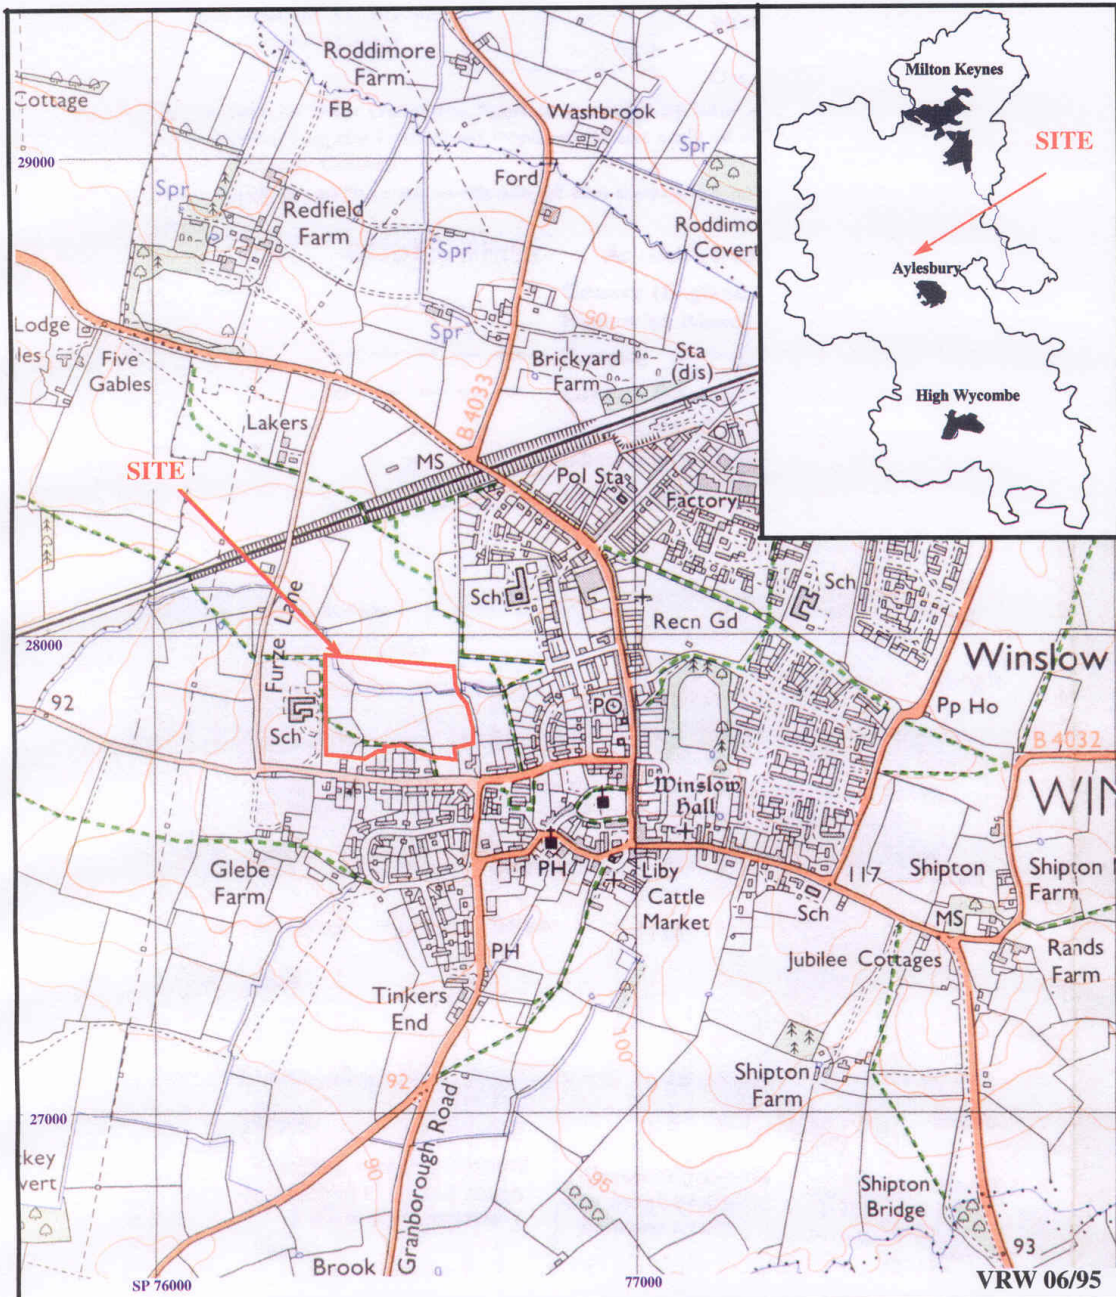 Roddimore
Farm
Cottage
FB
Washbrook
29000
Spr
Spr
Ford
Redfield
Farm
Spr
Roddimo
Covert
Spr
105
Lodge
Five
Gables
Brickyard
Farm
Sta
(dis)
B 4033
Lakers
MS
SITE
Pol Sta
Factory
Furze Lane
Sch
Sch
Recn Gd
28000
Winslow
92
Sch
PO
Pp Ho
B 4032
Winslow
Hall
WIN
Glebe
Farm
PH
Liby
Cattle
Market
117
Sch
Shipton
MS
Shipton
Farm
Jubilee Cottages
Rands
Farm
PH
Tinkers
End
100
92
Shipton
Farm
27000
Granborough Road
90
95
Shipton
Bridge
93
Brook
SP 76000
77000
VRW 06/95
Milton Keynes
SITE
Aylesbury
High Wycombe